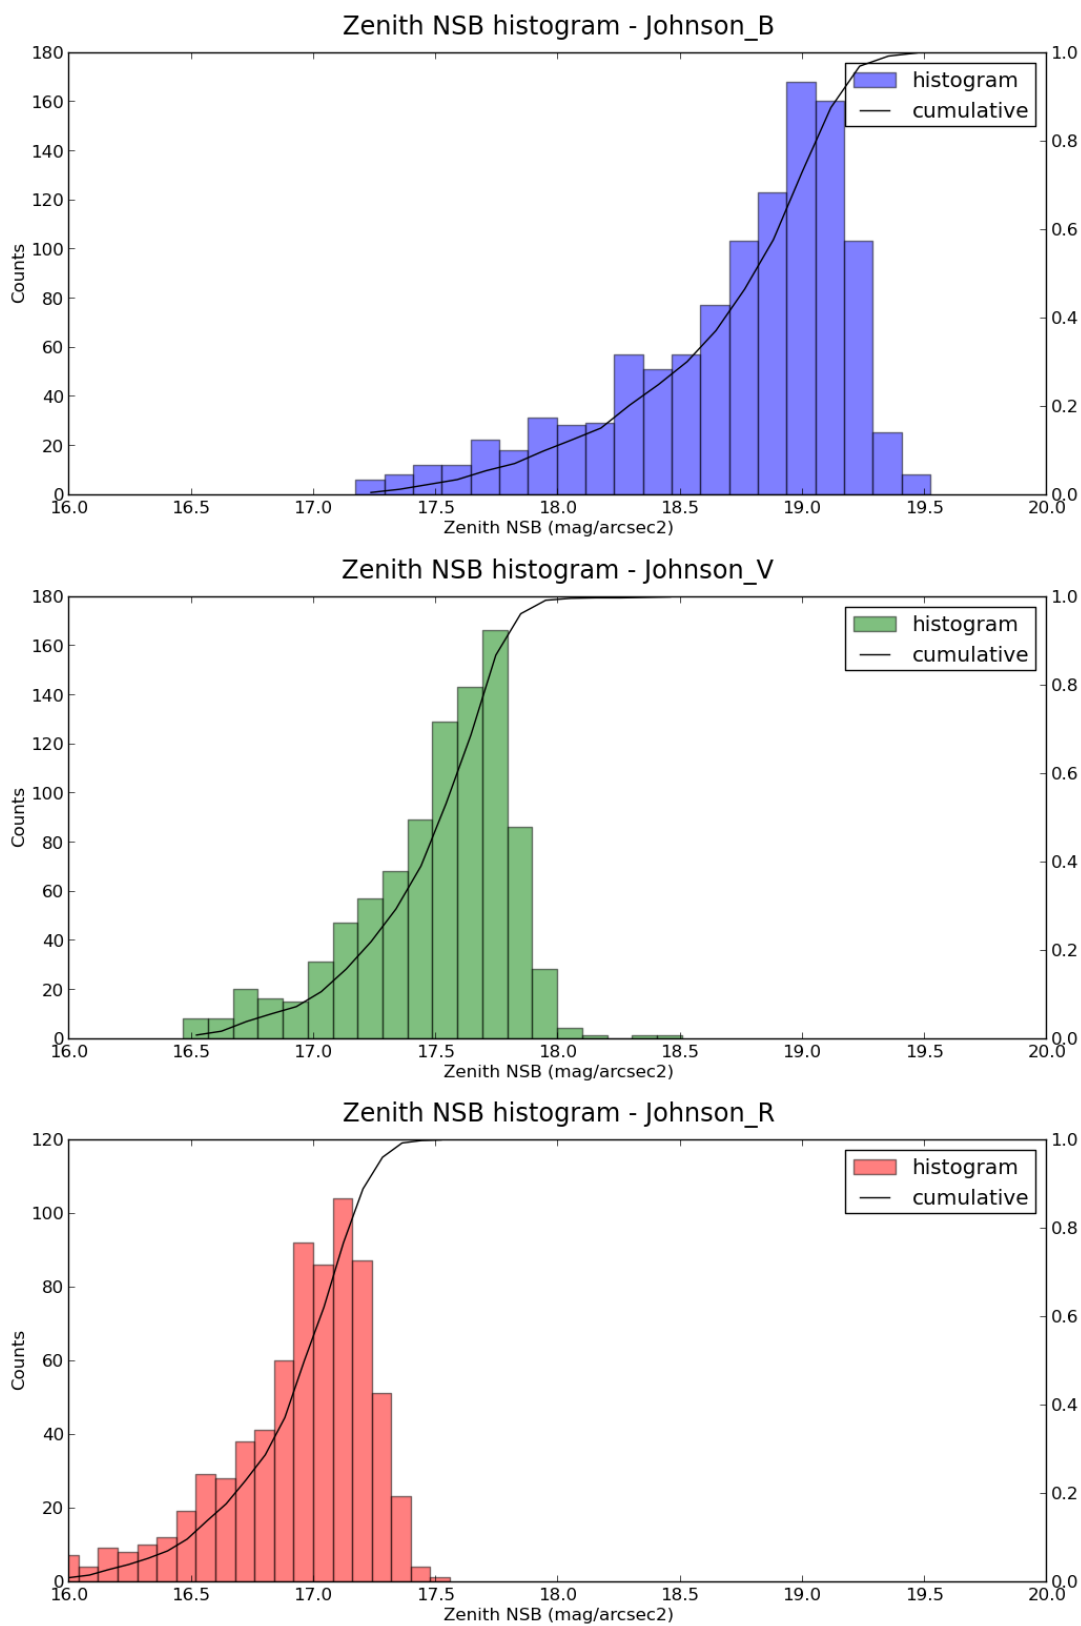 Zenith NSB histogram - Johnson_B
180
160
140
120
100
80
60
40
20
0
Counts
1.0
0.8
0.6
0.4
0.2
0.0
histogram
cumulative
16.0 16.5 17.0 17.5 18.0 18.5 19.0 19.5 20.0
Zenith NSB (mag/arcsec2)
Zenith NSB histogram - Johnson_V
180
160
140
120
100
80
60
40
20
0
Counts
1.0
0.8
0.6
0.4
0.2
0.0
histogram
cumulative
16.0 16.5 17.0 17.5 18.0 18.5 19.0 19.5 20.0
Zenith NSB (mag/arcsec2)
Zenith NSB histogram - Johnson_R
120
100
80
60
40
20
0
Counts
1.0
0.8
0.6
0.4
0.2
0.0
histogram
cumulative
16.0 16.5 17.0 17.5 18.0 18.5 19.0 19.5 20.0
Zenith NSB (mag/arcsec2)